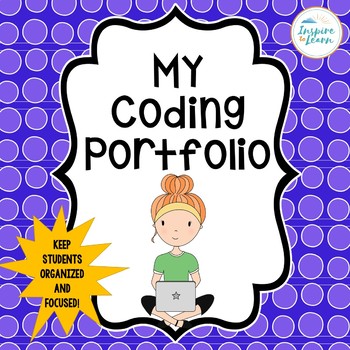 Inspire
to
Learn
My
Coding
Portfolio
KEEP
STUDENTS
ORGANIZED
AND
FOCUSED!